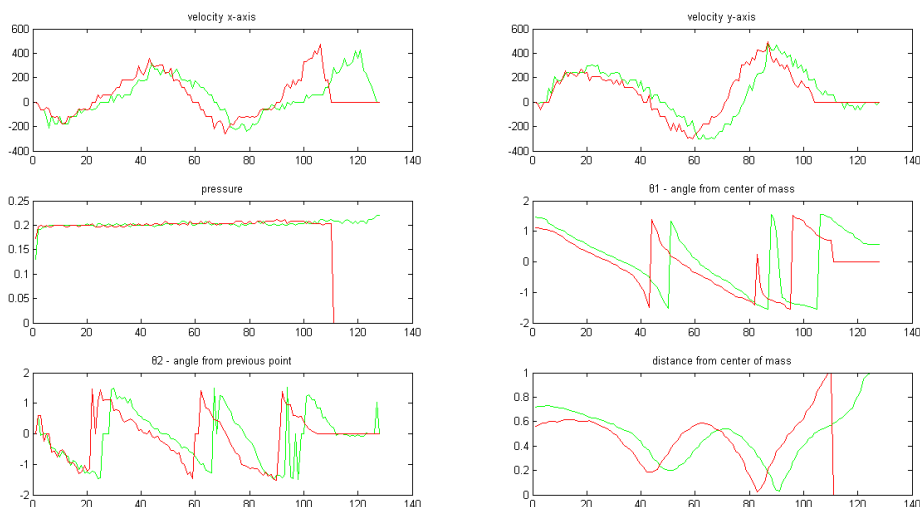 velocity x-axis
velocity y-axis
600
400
200
0
-200
-400
0 20 40 60 80 100 120 140
600
400
200
0
-200
-400
0 20 40 60 80 100 120 140
pressure
θ1 - angle from center of mass
0.25
0.2
0.15
0.1
0.05
0
0 20 40 60 80 100 120 140
2
1
0
-1
-2
0 20 40 60 80 100 120 140
θ2 - angle from previous point
distance from center of mass
2
1
0
-1
-2
0 20 40 60 80 100 120 140
1
0.8
0.6
0.4
0.2
0
0 20 40 60 80 100 120 140